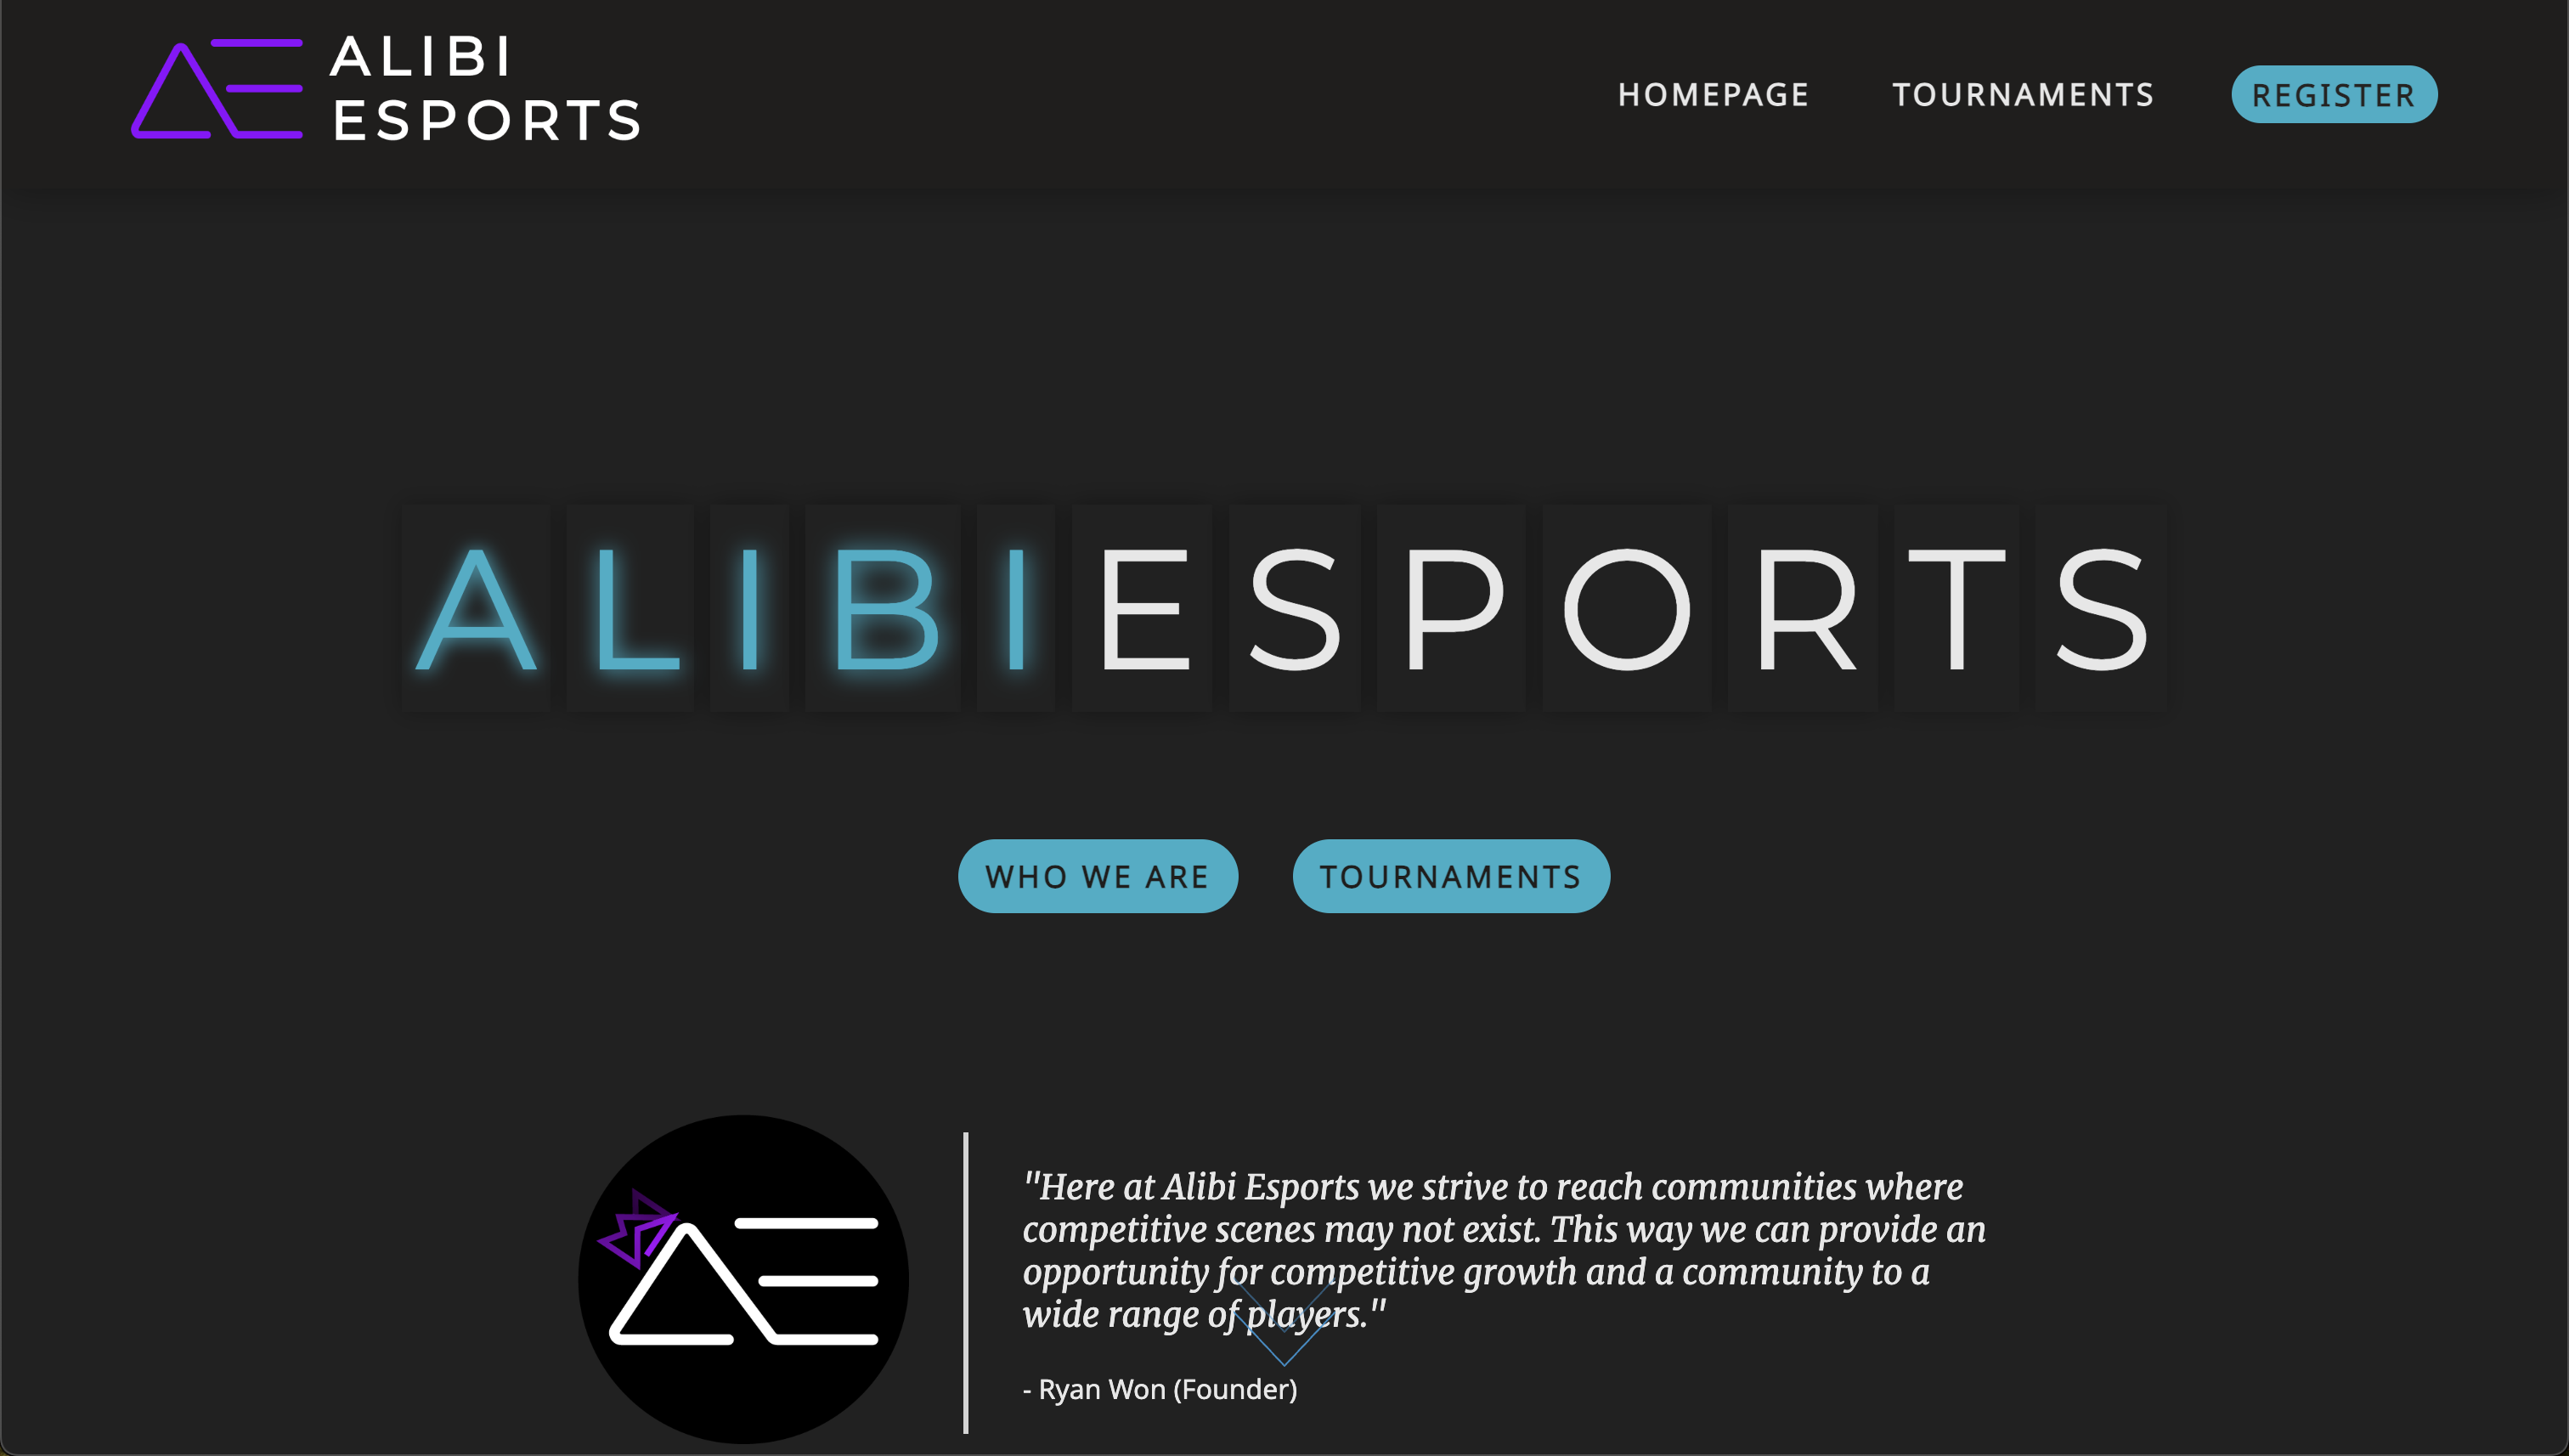 ALIBI
ESPORTS
HOMEPAGE
TOURNAMENTS
REGISTER
ALIBIESPORTS
WHO WE ARE
TOURNAMENTS
"Here at Alibi Esports we strive to reach communities where
competitive scenes may not exist. This way we can provide an
opportunity for competitive growth and a community to a
wide range of players."
- Ryan Won (Founder)